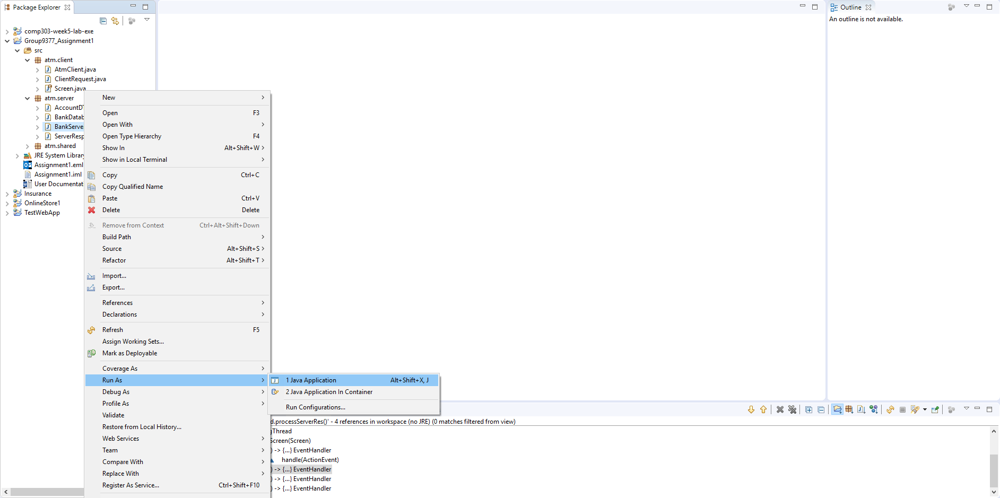 Package Explorer
comp303-week5-lab-exe
Group9377_Assignment1
src
atm.client
AtmClient.java
ClientRequest.java
Screen.java
atm.server
AccountD
BankDatab
BankServe
ServerResp
atm.shared
JRE System Library
Assignment1.eml
Assignment1.iml
User Documentat
Insurance
OnlineStore1
TestWebApp
New
Open F3
Open With
Open Type Hierarchy F4
Show In Alt+Shift+W
Show in Local Terminal
Copy Ctrl+C
Copy Qualified Name
Paste Ctrl+V
Delete Delete
Remove from Context Ctrl+Alt+Shift+Down
Build Path
Source Alt+Shift+S
Refactor Alt+Shift+T
Import...
Export...
References
Declarations
Refresh F5
Assign Working Sets...
Mark as Deployable
Coverage As
Run As
Debug As
Profile As
Validate
Restore from Local History...
Web Services
Team
Compare With
Replace With
Register As Service... Ctrl+Shift+F10
1 Java Application Alt+Shift+X, J
2 Java Application In Container
Run Configurations...
Outline
An outline is not available.
d.processServerRes()' - 4 references in workspace (no JRE) (0 matches filtered from view)
gThread
Screen(Screen)
) -> {...} EventHandler
handle(ActionEvent)
) -> {...} EventHandler
) -> {...} EventHandler
) -> {...} EventHandler